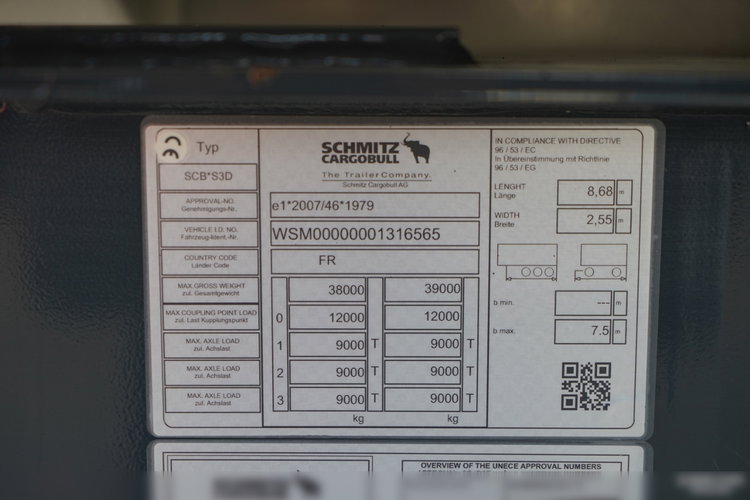 Typ
SCB*S3D
APPROVAL-NO.
Genehmigungs-Nr.
VEHICLE I.D. NO.
Fahrzeug-Ident.-Nr.
COUNTRY CODE
Länder Code
MAX.GROSS WEIGHT
zul. Gesamtgewicht
MAX COUPLING POINT LOAD
zul. Last Kupplungspunkt
MAX. AXLE LOAD
zul. Achslast
MAX. AXLE LOAD
zul. Achslast
MAX. AXLE LOAD
zul. Achslast
SCHMITZ
CARGOBULL
The Trailer Company.
Schmitz Cargobull AG
e1*2007/46*1979
WSM00000001316565
FR
38000 39000
0 12000 12000
1 9000 T 9000 T
2 9000 T 9000 T
3 9000 T 9000 T
kg kg
IN COMPLIANCE WITH DIRECTIVE
96 / 53 / EC
In Übereinstimmung mit Richtlinie
96 / 53 / EG
LENGHT
Länge
8,68 m
WIDTH
Breite
2,55 m
b min. --- m
b max. 7.5 m
OVERVIEW OF THE UNECE APPROVAL NUMBERS